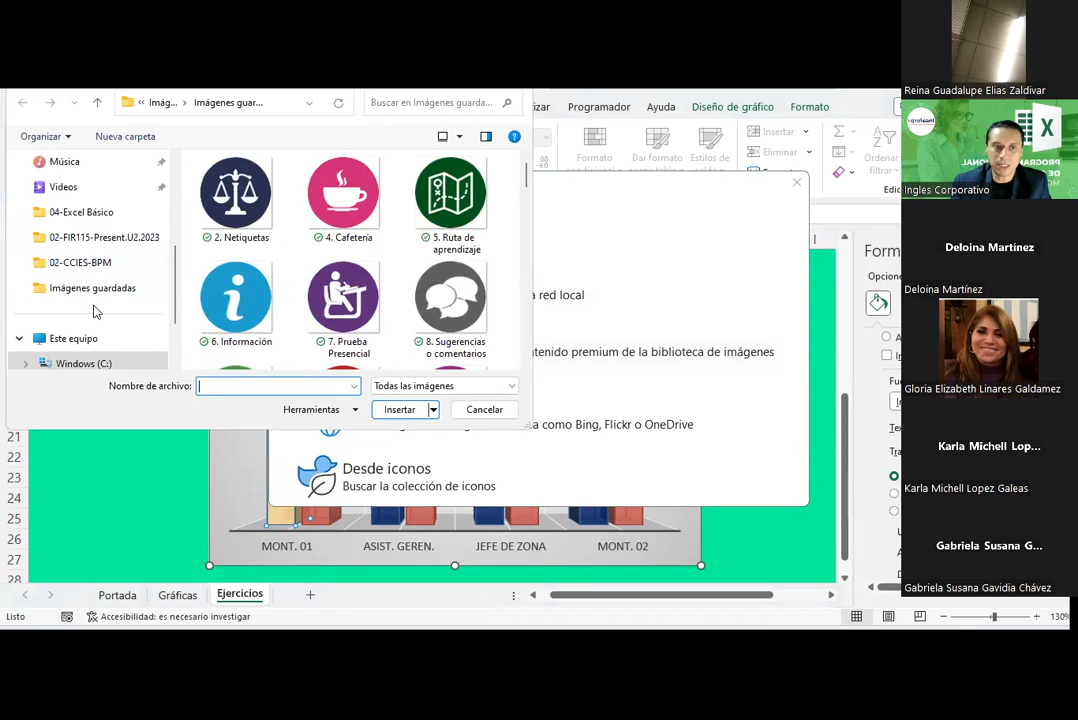 Imág...
Imágenes guar...
Buscar en Imágenes guarda...
Organizar
Nueva carpeta
Música
Videos
04-Excel Básico
02-FIR115-Present.U2.2023
02-CCIES-BPM
Imágenes guardadas
Este equipo
Windows (C:)
2. Netiquetas
4. Cafetería
5. Ruta de
aprendizaje
6. Información
7. Prueba
Presencial
8. Sugerencias
o comentarios
Nombre de archivo:
Todas las imágenes
Herramientas
Insertar
Cancelar
Programador
Ayuda
Diseño de gráfico
Formato
Formato
Dar formato
Estilos de
Insertar
Eliminar
Ordenar
filtrar
a red local
ntenido premium de la biblioteca de imágenes
como Bing, Flickr o OneDrive
Desde iconos
Buscar la colección de iconos
Form
Opcione
21
22
23
24
25
26
27
28
MONT. 01
ASIST. GEREN.
JEFE DE ZONA
MONT. 02
Portada
Gráficas
Ejercicios
Listo
Accesibilidad: es necesario investigar
130%
Reina Guadalupe Elias Zaldivar
Ingles Corporativo
Deloina Martínez
Deloina Martínez
Gloria Elizabeth Linares Galdamez
Karla Michell Lop...
Karla Michell Lopez Galeas
Gabriela Susana G...
Gabriela Susana Gavidia Chávez